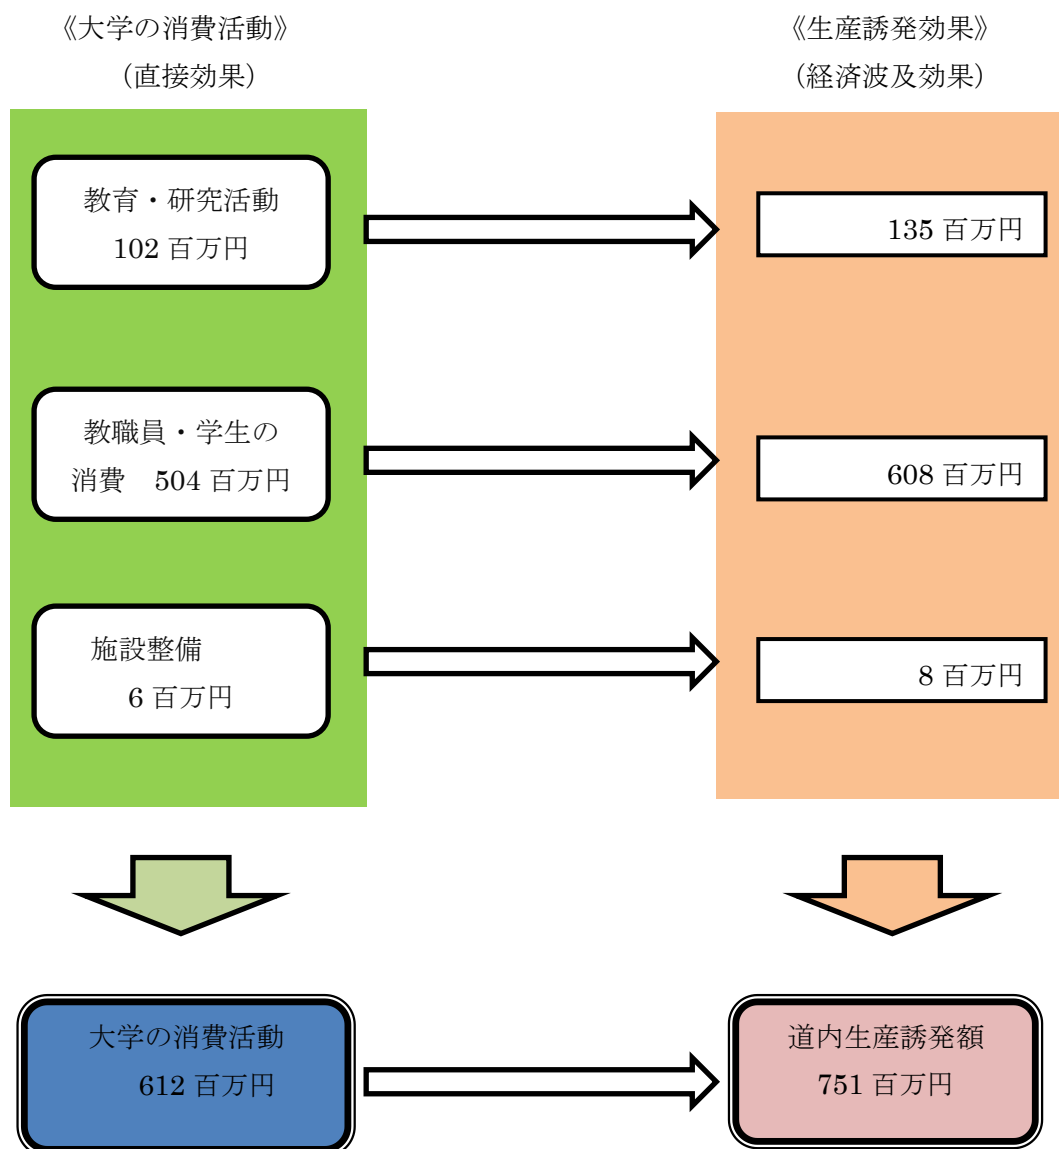 《大学の消費活動》
（直接効果）
《生産誘発効果》
（経済波及効果）
教育・研究活動
102 百万円
135 百万円
教職員・学生の
消費　504 百万円
608 百万円
施設整備
6 百万円
8 百万円
大学の消費活動
612 百万円
道内生産誘発額
751 百万円